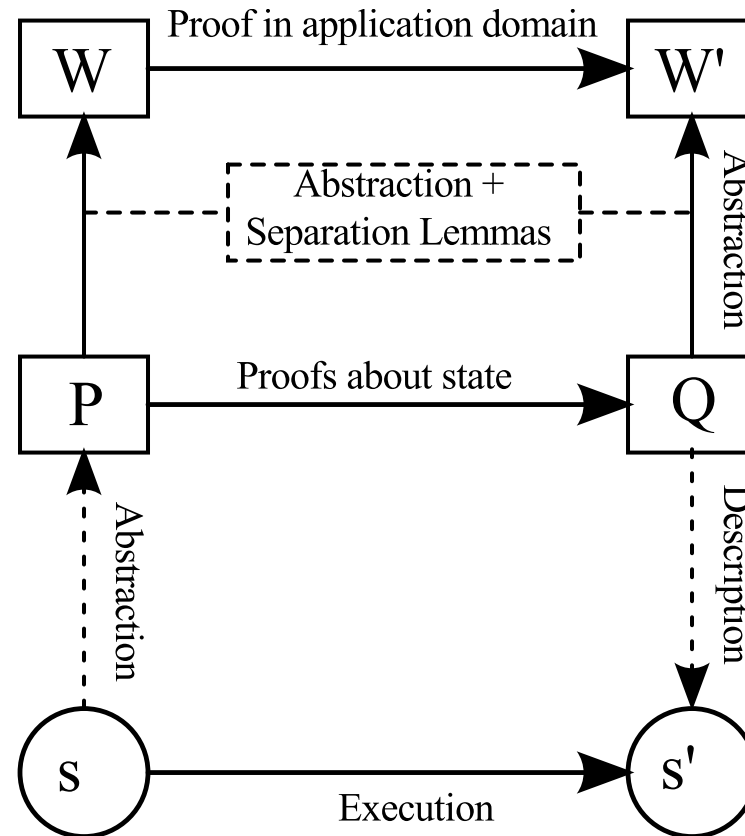 Proof in application domain
W
W'
Abstraction +
Separation Lemmas
Abstraction
Proofs about state
P
Q
Abstraction
Description
s
s'
Execution